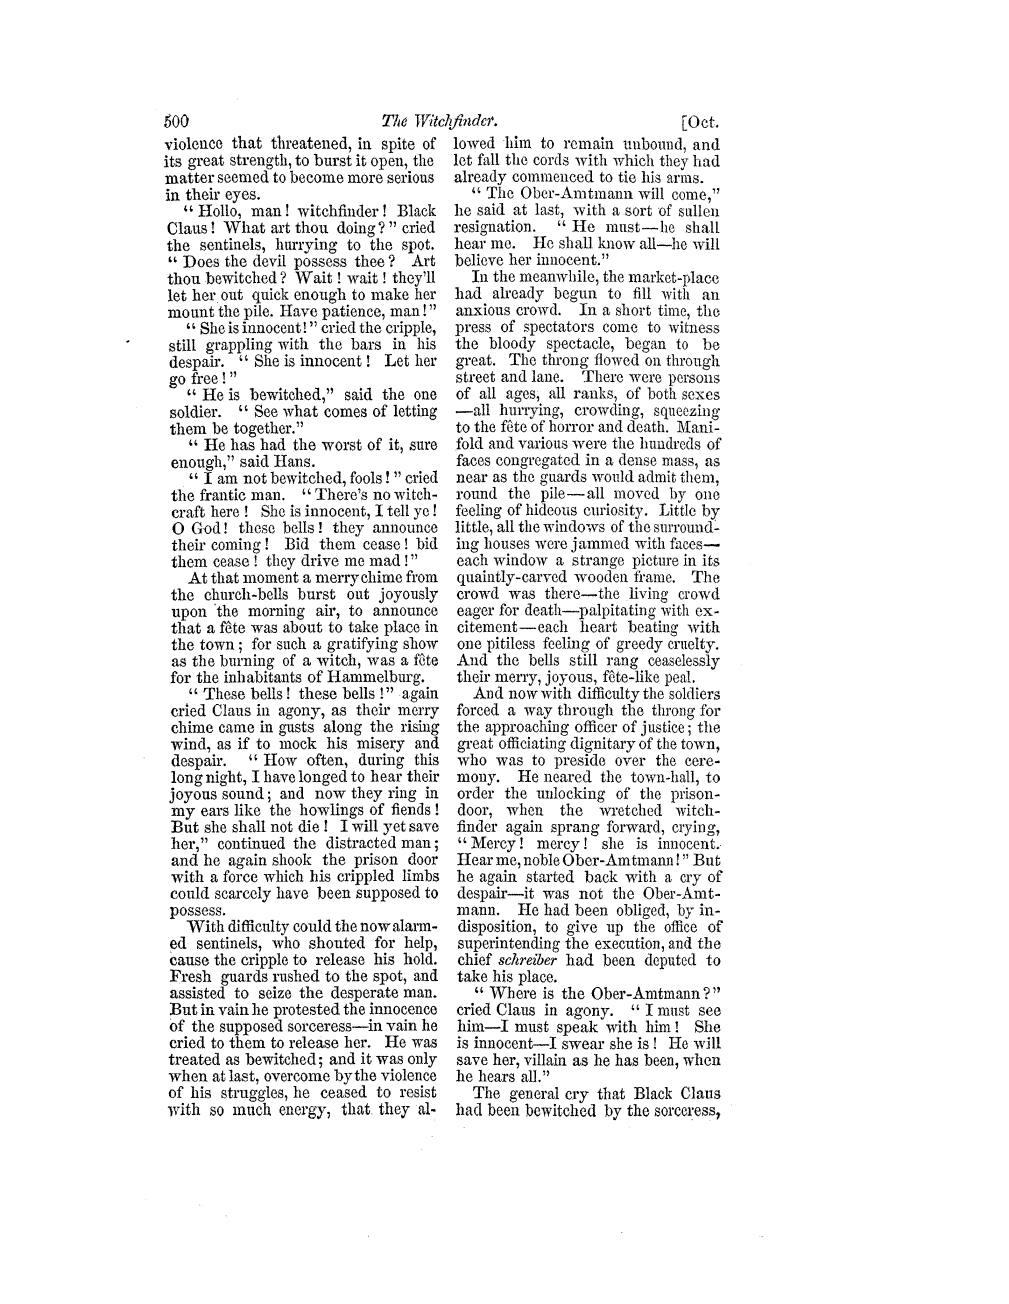 500 The Witchfinder. [Oct.
violence that threatened, in spite of
its great strength, to burst it open, the
matter seemed to become more serious
in their eyes.
“ Hollo, man ! witchfinder ! Black
Claus ! What art thou doing ? ” cried
the sentinels, hurrying to the spot.
“ Does the devil possess thee ? Art
thou bewitched ? Wait ! wait ! they’ll
let her out quick enough to make her
mount the pile. Have patience, man ! ”
“ She is innocent! ” cried the cripple,
still grappling with the bars in his
despair. “ She is innocent ! Let her
go free ! ”
“ He is bewitched,” said the one
soldier. “ See what comes of letting
them be together.”
“ He has had the worst of it, sure
enough,” said Hans.
“ I am not bewitched, fools ! ” cried
the frantic man. “ There’s no witch-
craft here ! She is innocent, I tell ye !
O God! these bells ! they announce
their coming ! Bid them cease ! bid
them cease ! they drive me mad ! ”
At that moment a merry chime from
the church-bells burst out joyously
upon the morning air, to announce
that a fête was about to take place in
the town ; for such a gratifying show
as the burning of a witch, was a fête
for the inhabitants of Hammelburg.
“ These bells ! these bells ! ” again
cried Claus in agony, as their merry
chime came in gusts along the rising
wind, as if to mock his misery and
despair. “ How often, during this
long night, I have longed to hear their
joyous sound ; and now they ring in
my ears like the howlings of fiends !
But she shall not die ! I will yet save
her,” continued the distracted man ;
and he again shook the prison door
with a force which his crippled limbs
could scarcely have been supposed to
possess.
With difficulty could the now alarm-
ed sentinels, who shouted for help,
cause the cripple to release his hold.
Fresh guards rushed to the spot, and
assisted to seize the desperate man.
But in vain he protested the innocence
of the supposed sorceress—in vain he
cried to them to release her. He was
treated as bewitched ; and it was only
when at last, overcome by the violence
of his struggles, he ceased to resist
with so much energy, that they al-
lowed him to remain unbound, and
let fall the cords with which they had
already commenced to tie his arms.
“ The Ober-Amtmann will come,”
he said at last, with a sort of sullen
resignation. “ He must—he shall
hear me. He shall know all—he will
believe her innocent.”
In the meanwhile, the market-place
had already begun to fill with an
anxious crowd. In a short time, the
press of spectators come to witness
the bloody spectacle, began to be
great. The throng flowed on through
street and lane. There were persons
of all ages, all ranks, of both sexes
—all hurrying, crowding, squeezing
to the fête of horror and death. Mani-
fold and various were the hundreds of
faces congregated in a dense mass, as
near as the guards would admit them,
round the pile—all moved by one
feeling of hideous curiosity. Little by
little, all the windows of the surround-
ing houses were jammed with faces—
each window a strange picture in its
quaintly-carved wooden frame. The
crowd was there—the living crowd
eager for death—palpitating with ex-
citement—each heart beating with
one pitiless feeling of greedy cruelty.
And the bells still rang ceaselessly
their merry, joyous, fête-like peal.
And now with difficulty the soldiers
forced a way through the throng for
the approaching officer of justice ; the
great officiating dignitary of the town,
who was to preside over the cere-
mony. He neared the town-hall, to
order the unlocking of the prison-
door, when the wretched witch-
finder again sprang forward, crying,
“ Mercy ! mercy ! she is innocent.
Hear me, noble Ober-Amtmann ! ” But
he again started back with a cry of
despair—it was not the Ober-Amt-
mann. He had been obliged, by in-
disposition, to give up the office of
superintending the execution, and the
chief schreiber had been deputed to
take his place.
“ Where is the Ober-Amtmann ? ”
cried Claus in agony. “ I must see
him—I must speak with him ! She
is innocent—I swear she is ! He will
save her, villain as he has been, when
he hears all.”
The general cry that Black Claus
had been bewitched by the sorceress,